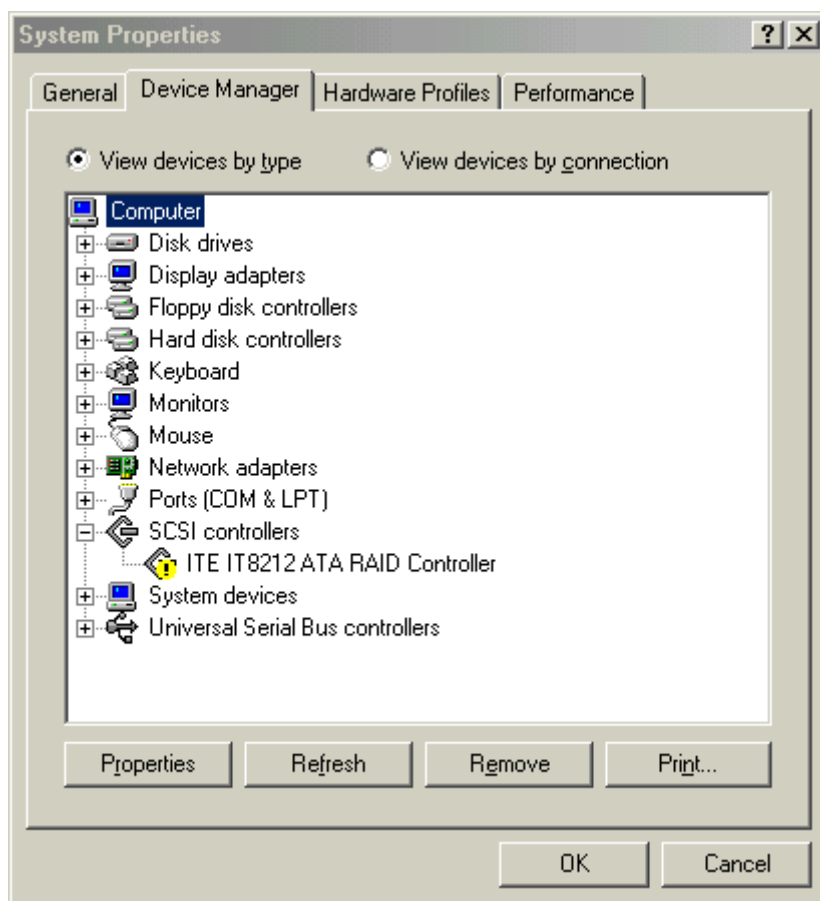 System Properties
General Device Manager Hardware Profiles Performance
View devices by type View devices by connection
Computer
Disk drives
Display adapters
Floppy disk controllers
Hard disk controllers
Keyboard
Monitors
Mouse
Network adapters
Ports (COM & LPT)
SCSI controllers
ITE IT8212 ATA RAID Controller
System devices
Universal Serial Bus controllers
Properties Refresh Remove Print...
OK Cancel